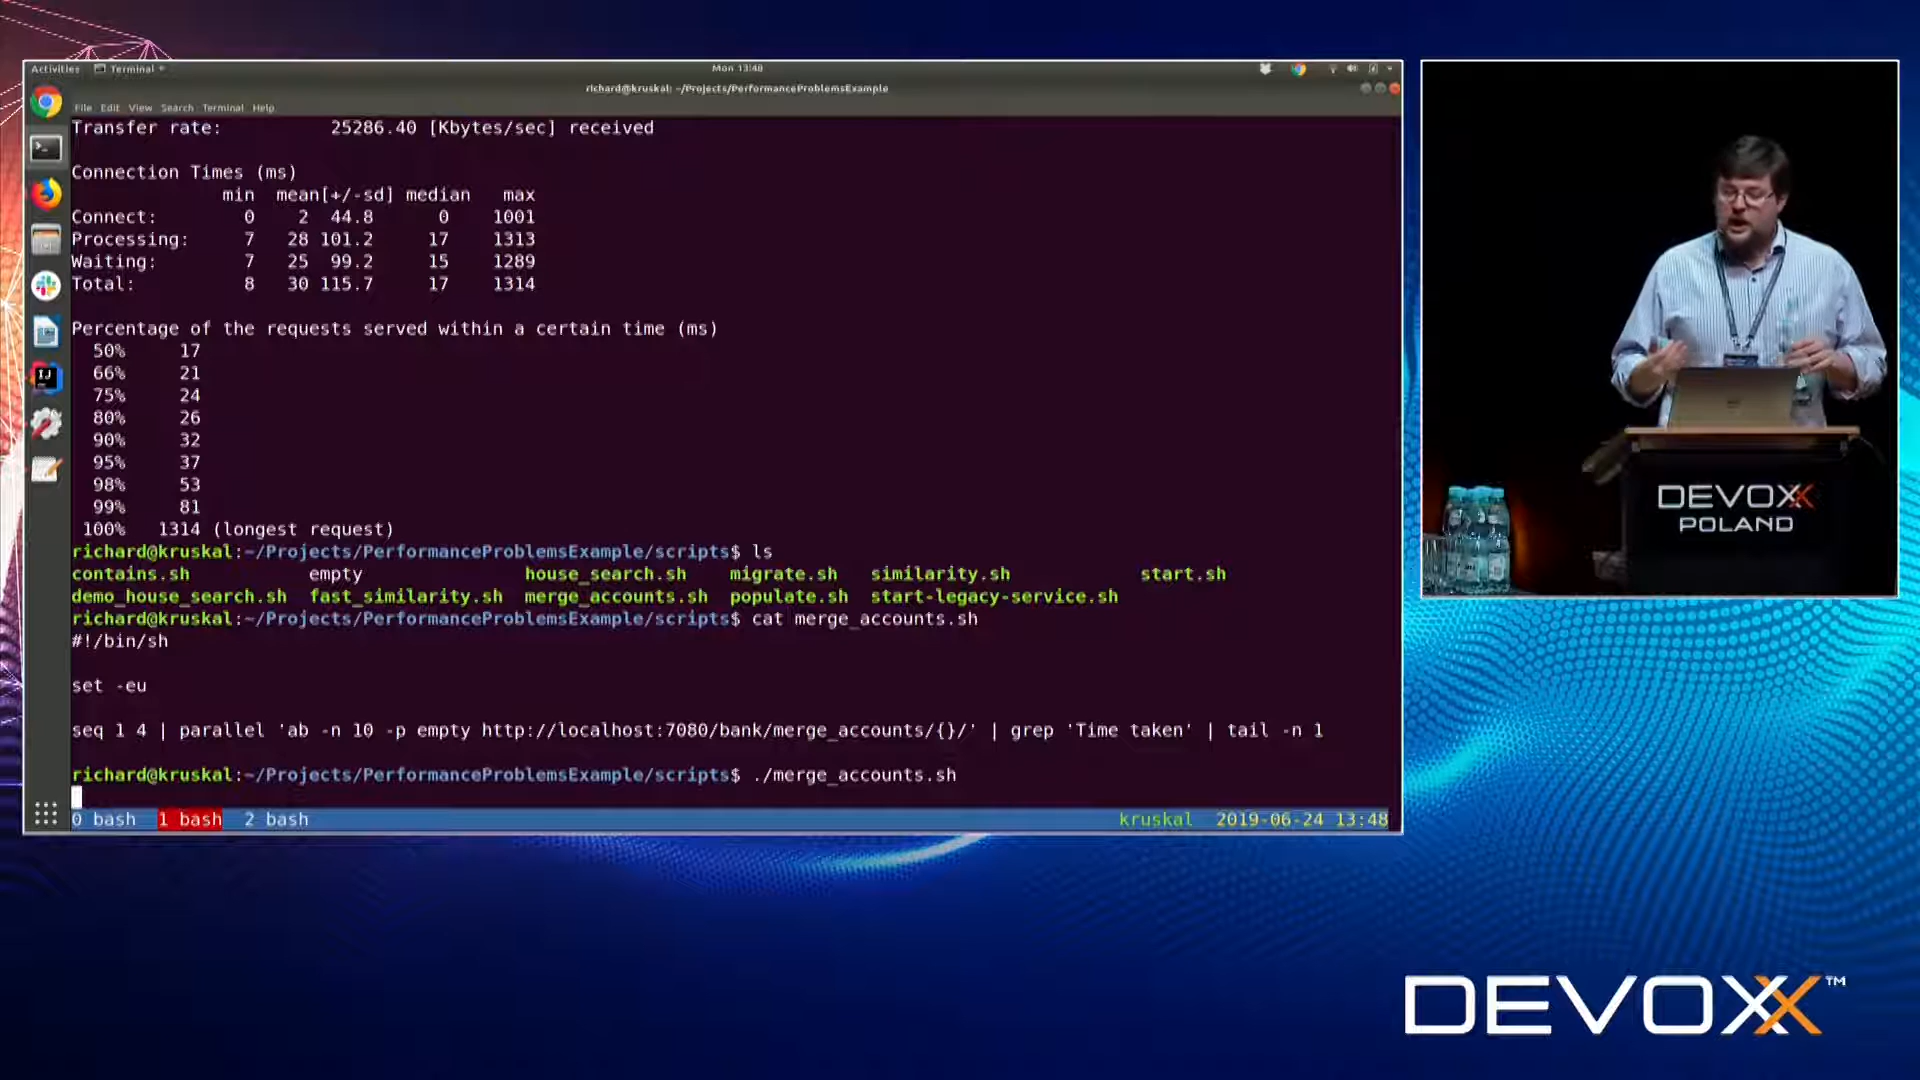 Activities Terminal Mon 13:48
richard@kruskal: ~/Projects/PerformanceProblemsExample
File Edit View Search Terminal Help
Transfer rate: 25286.40 [Kbytes/sec] received
Connection Times (ms)
min mean[+/-sd] median max
Connect: 0 2 44.8 0 1001
Processing: 7 28 101.2 17 1313
Waiting: 7 25 99.2 15 1289
Total: 8 30 115.7 17 1314
Percentage of the requests served within a certain time (ms)
50% 17
66% 21
75% 24
80% 26
90% 32
95% 37
98% 53
99% 81
100% 1314 (longest request)
richard@kruskal:~/Projects/PerformanceProblemsExample/scripts$ ls
contains.sh empty house_search.sh migrate.sh similarity.sh start.sh
demo_house_search.sh fast_similarity.sh merge_accounts.sh populate.sh start-legacy-service.sh
richard@kruskal:~/Projects/PerformanceProblemsExample/scripts$ cat merge_accounts.sh
#!/bin/sh
set -eu
seq 1 4 | parallel 'ab -n 10 -p empty http://localhost:7080/bank/merge_accounts/{}/' | grep 'Time taken' | tail -n 1
richard@kruskal:~/Projects/PerformanceProblemsExample/scripts$ ./merge_accounts.sh
0 bash 1 bash 2 bash kruskal 2019-06-24 13:48
DEVOXX
POLAND
DEVOXX™